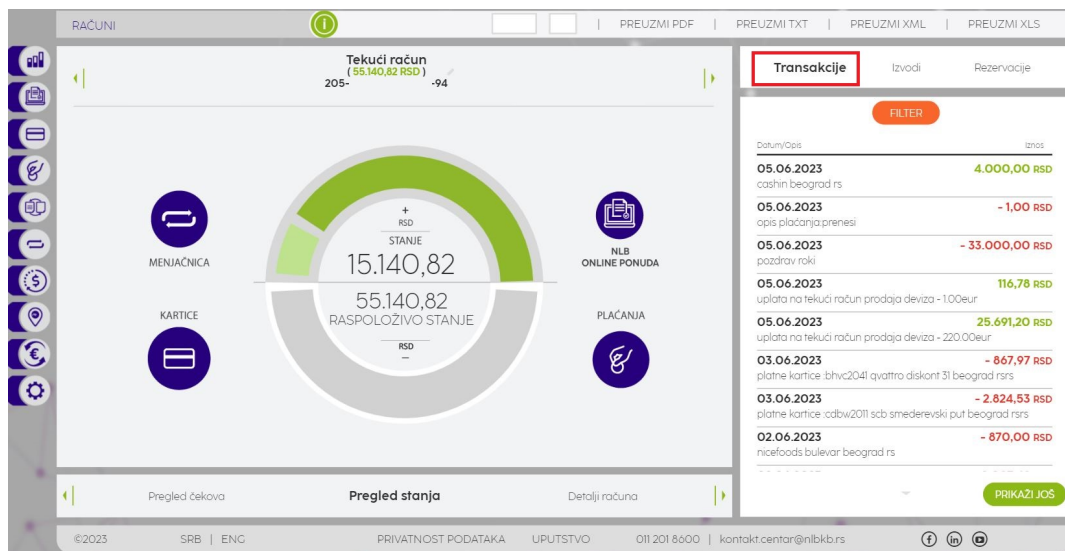 RAČUNI
PREUZMI PDF | PREUZMI TXT | PREUZMI XML | PREUZMI XLS
Tekući račun
( 55.140,82 RSD )
205- -94
+
RSD
STANJE
15.140,82
55.140,82
RASPOLOŽIVO STANJE
RSD
–
MENJAČNICA
KARTICE
NLB
ONLINE PONUDA
PLAĆANJA
Pregled čekova
Pregled stanja
Detalji računa
Transakcije
Izvodi
Rezervacije
FILTER
Datum/Opis Iznos
05.06.2023 4.000,00 RSD
cashin beograd rs
05.06.2023 - 1,00 RSD
opis plaćanja:prenesi
05.06.2023 - 33.000,00 RSD
pozdrav roki
05.06.2023 116,78 RSD
uplata na tekući račun prodaja deviza - 1.00eur
05.06.2023 25.691,20 RSD
uplata na tekući račun prodaja deviza - 220.00eur
03.06.2023 - 867,97 RSD
platne kartice :bhvc2041 qvattro diskont 31 beograd rsrs
03.06.2023 - 2.824,53 RSD
platne kartice :cdbw2011 scb smederevski put beograd rsrs
02.06.2023 - 870,00 RSD
nicefoods bulevar beograd rs
PRIKAŽI JOŠ
©2023 SRB | ENG PRIVATNOST PODATAKA UPUTSTVO 011 201 8600 | kontakt.centar@nlbkb.rs